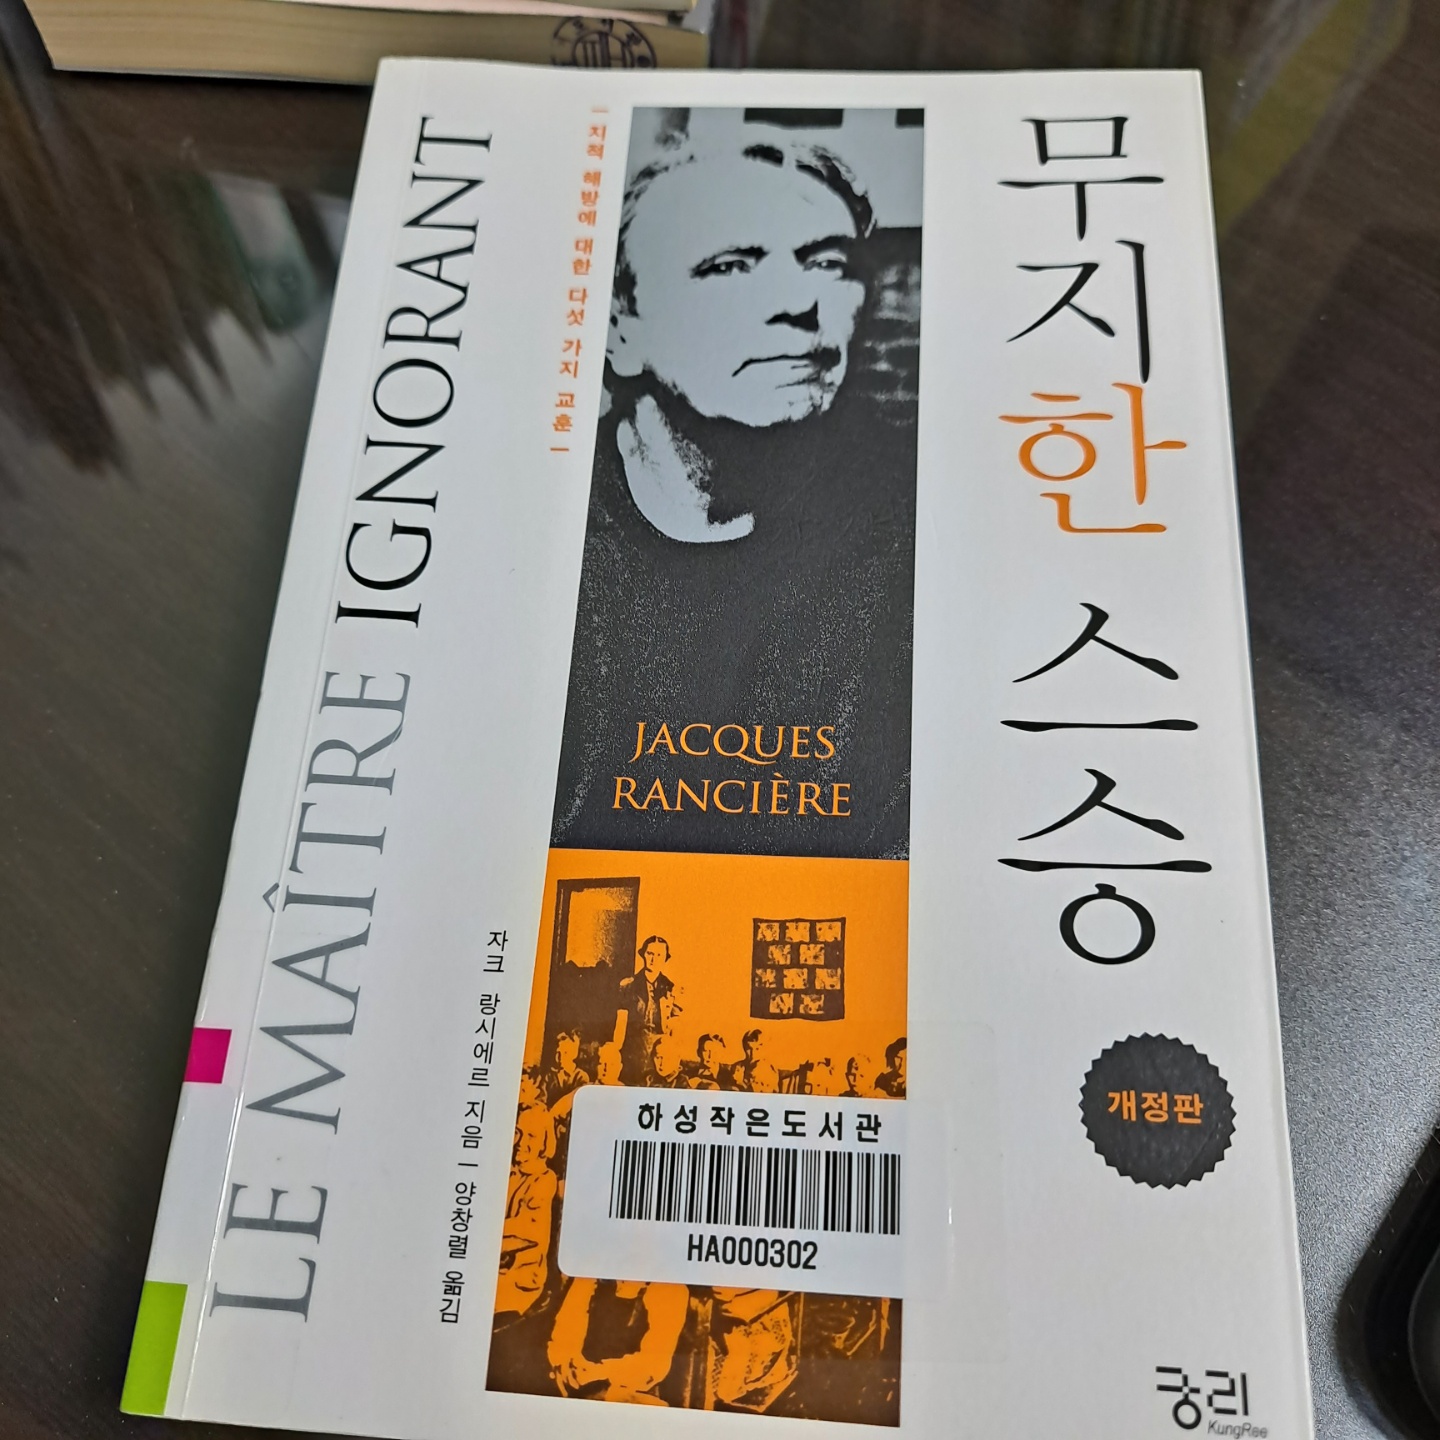 무지한 스승
개정판
— 지적 해방에 대한 다섯 가지 교훈 —
JACQUES
RANCIÈRE
LE MAÎTRE IGNORANT
자크 랑시에르 지음 — 양창렬 옮김
하성작은도서관
HA000302
궁리
KungRee